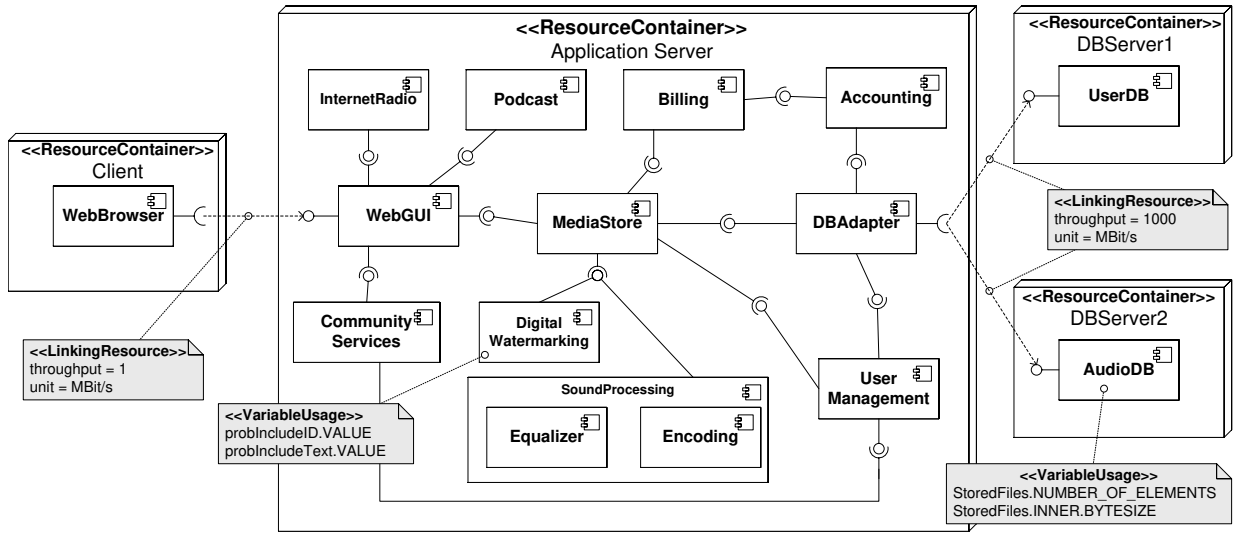 <<ResourceContainer>>
Client
WebBrowser
<<LinkingResource>>
throughput = 1
unit = MBit/s
<<ResourceContainer>>
Application Server
InternetRadio
Podcast
Billing
Accounting
WebGUI
MediaStore
DBAdapter
Community
Services
Digital
Watermarking
<<VariableUsage>>
probIncludeID.VALUE
probIncludeText.VALUE
SoundProcessing
Equalizer
Encoding
User
Management
<<ResourceContainer>>
DBServer1
UserDB
<<LinkingResource>>
throughput = 1000
unit = MBit/s
<<ResourceContainer>>
DBServer2
AudioDB
<<VariableUsage>>
StoredFiles.NUMBER_OF_ELEMENTS
StoredFiles.INNER.BYTESIZE